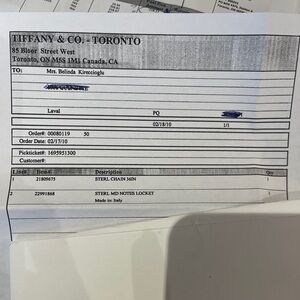 TIFFANY & CO. - TORONTO
85 Bloor Street West
Toronto, ON M5S 1M1 Canada, CA
TO: Mrs. Belinda Kireccioglu
Laval PQ
02/18/10 1/1
Order#: 00080119 50
Order Date: 02/17/10
Pickticket#: 1695951300
Customer#:
Line# Item# Description Qty
1 21809675 STERL CHAIN 36IN 1
2 22991868 STERL MD NOTES LOCKET 1
Made in: Italy